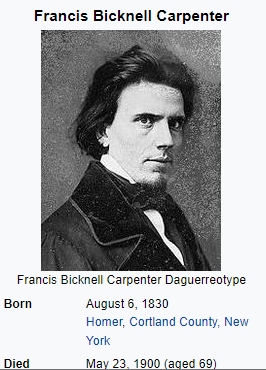 Francis Bicknell Carpenter
Francis Bicknell Carpenter Daguerreotype
Born August 6, 1830
Homer, Cortland County, New
York
Died May 23, 1900 (aged 69)